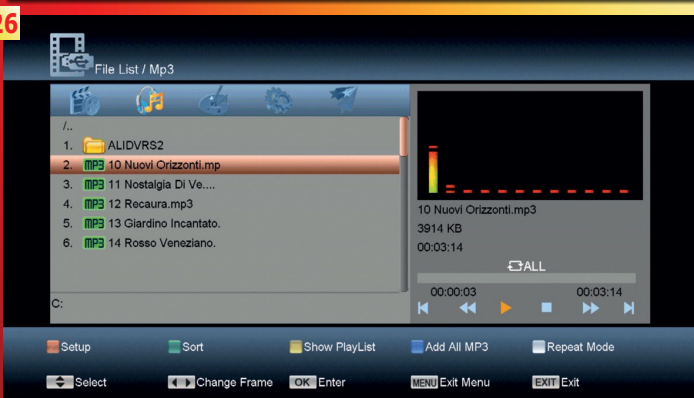 26
File List / Mp3
/..
1. ALIDVRS2
2. MP3 10 Nuovi Orizzonti.mp
3. MP3 11 Nostalgia Di Ve....
4. MP3 12 Recaura.mp3
5. MP3 13 Giardino Incantato.
6. MP3 14 Rosso Veneziano.
C:
10 Nuovi Orizzonti.mp3
3914 KB
00:03:14
ALL
00:00:03 00:03:14
Setup Sort Show PlayList Add All MP3 Repeat Mode
Select Change Frame OK Enter MENU Exit Menu EXIT Exit